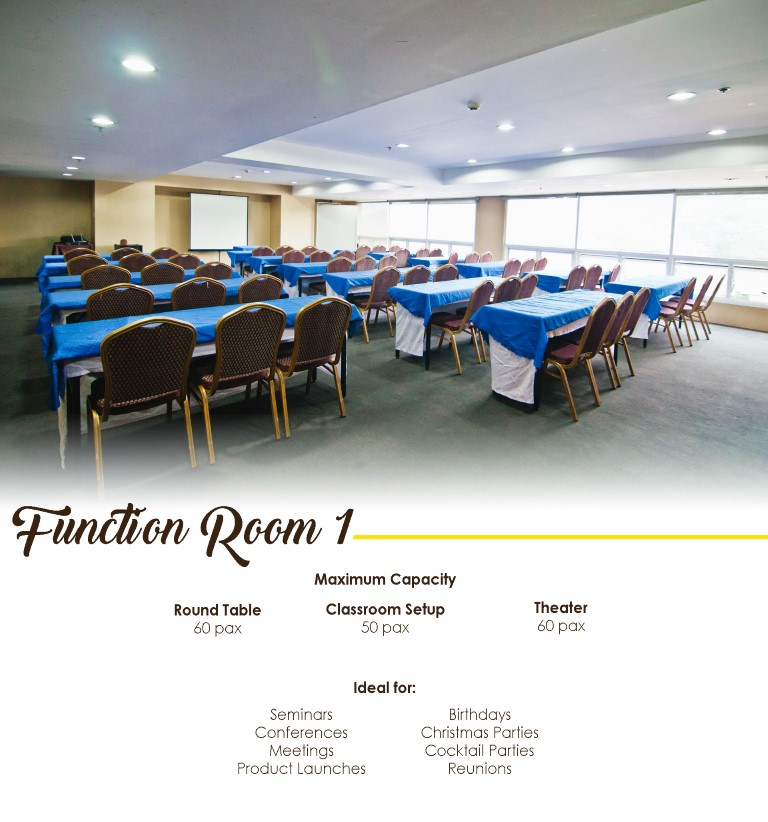 Function Room 1
Maximum Capacity
Round Table
60 pax
Classroom Setup
50 pax
Theater
60 pax
Ideal for:
Seminars
Conferences
Meetings
Product Launches
Birthdays
Christmas Parties
Cocktail Parties
Reunions